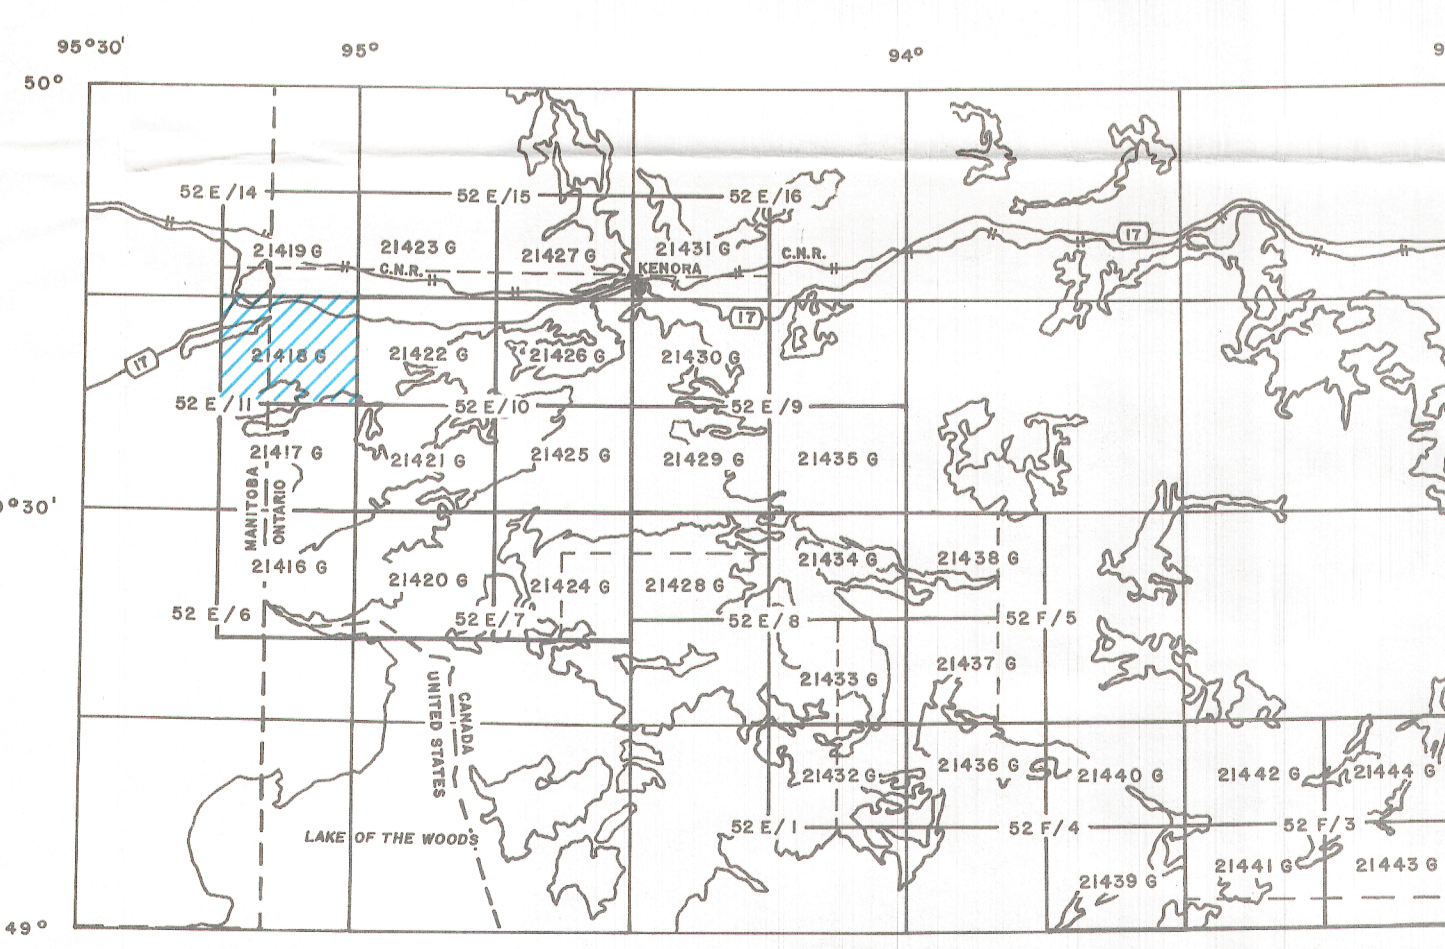 95°30' 95° 94° 9
50°
52 E/14 52 E/15 52 E/16
17
21419 G 21423 G 21427 G 21431 G C.N.R.
C.N.R. KENORA
17
17 21418 G 21422 G 21426 G 21430 G
52 E/11 52 E/10 52 E/9
21417 G 21421 G 21425 G 21429 G 21435 G
MANITOBA
ONTARIO
°30'
21416 G 21420 G 21424 G 21428 G 21434 G 21438 G
52 E/6 52 E/7 52 E/8 52 F/5
21433 G 21437 G
CANADA
UNITED STATES
21432 G 21436 G 21440 G 21442 G 21444 G
LAKE OF THE WOODS 52 E/1 52 F/4 52 F/3
21439 G 21441 G 21443 G
49°